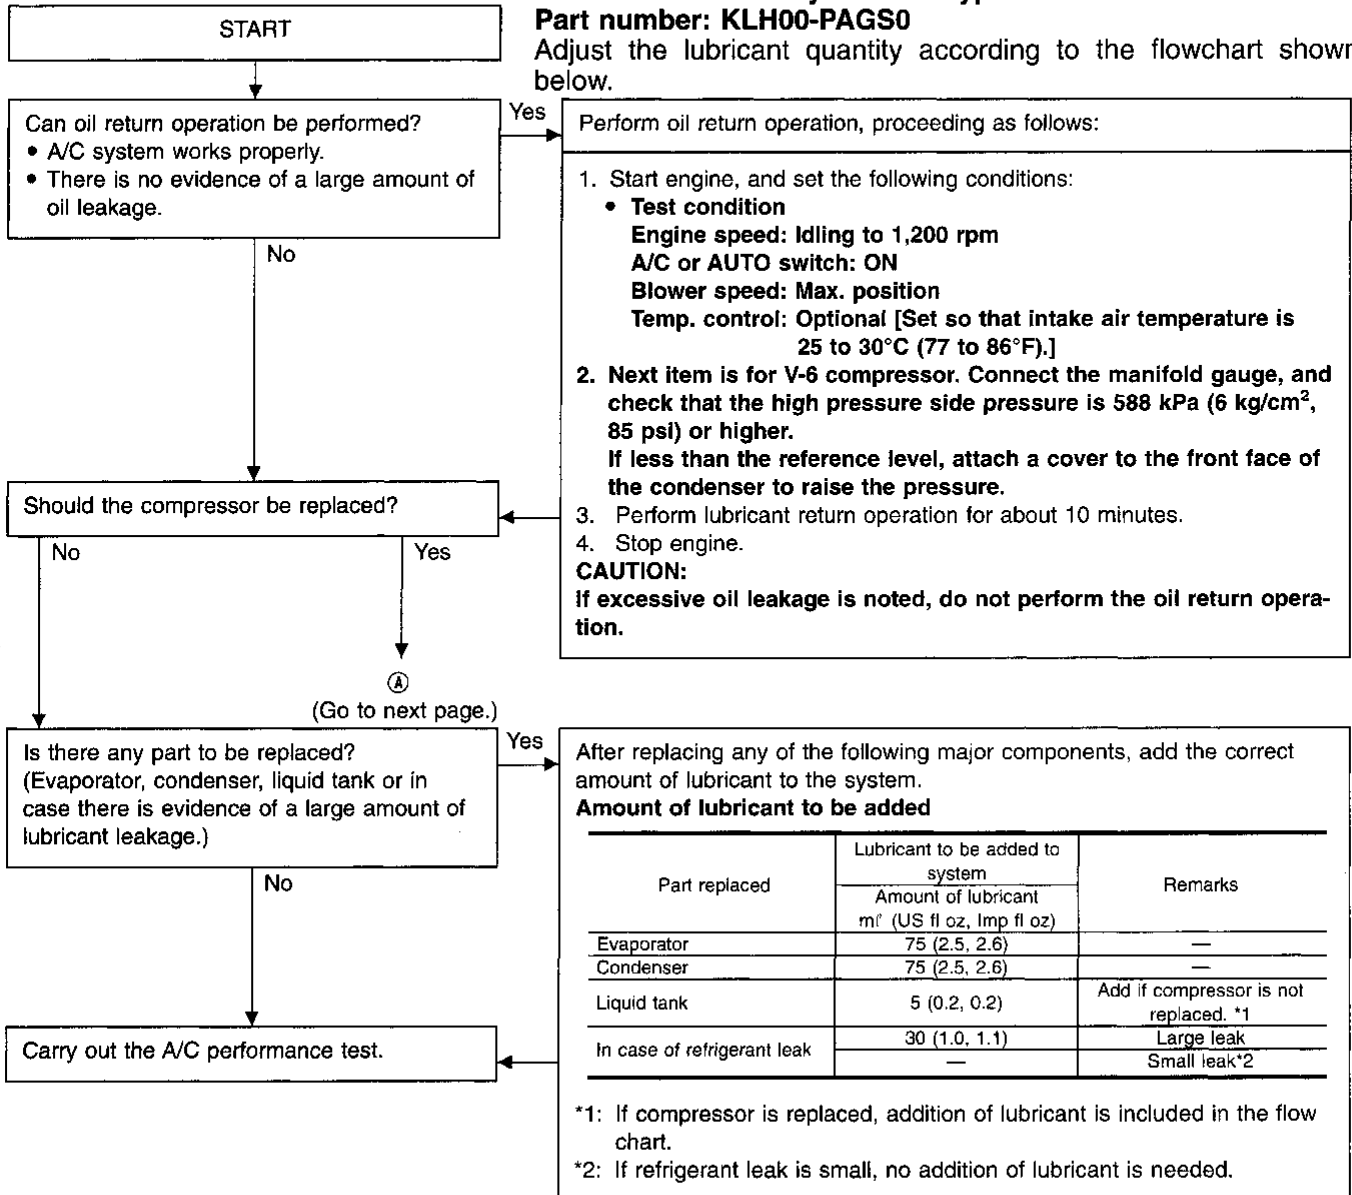 Part number: KLH00-PAGS0
Adjust the lubricant quantity according to the flowchart shown
below.
START
Can oil return operation be performed?
• A/C system works properly.
• There is no evidence of a large amount of
oil leakage.
Yes
No
Perform oil return operation, proceeding as follows:
1. Start engine, and set the following conditions:
• Test condition
Engine speed: Idling to 1,200 rpm
A/C or AUTO switch: ON
Blower speed: Max. position
Temp. control: Optional [Set so that intake air temperature is
25 to 30°C (77 to 86°F).]
2. Next item is for V-6 compressor. Connect the manifold gauge, and
check that the high pressure side pressure is 588 kPa (6 kg/cm², 
85 psi) or higher.
If less than the reference level, attach a cover to the front face of
the condenser to raise the pressure.
3. Perform lubricant return operation for about 10 minutes.
4. Stop engine.
CAUTION:
If excessive oil leakage is noted, do not perform the oil return opera-
tion.
Should the compressor be replaced?
No
Yes
Ⓐ
(Go to next page.)
Is there any part to be replaced?
(Evaporator, condenser, liquid tank or in
case there is evidence of a large amount of
lubricant leakage.)
Yes
No
After replacing any of the following major components, add the correct
amount of lubricant to the system.
Amount of lubricant to be added
Part replaced
Lubricant to be added to
system
Amount of lubricant
mℓ (US fl oz, Imp fl oz)
Remarks
Evaporator 75 (2.5, 2.6) —
Condenser 75 (2.5, 2.6) —
Liquid tank 5 (0.2, 0.2) Add if compressor is not
replaced. *1
In case of refrigerant leak
30 (1.0, 1.1) Large leak
— Small leak*2
*1: If compressor is replaced, addition of lubricant is included in the flow
chart.
*2: If refrigerant leak is small, no addition of lubricant is needed.
Carry out the A/C performance test.